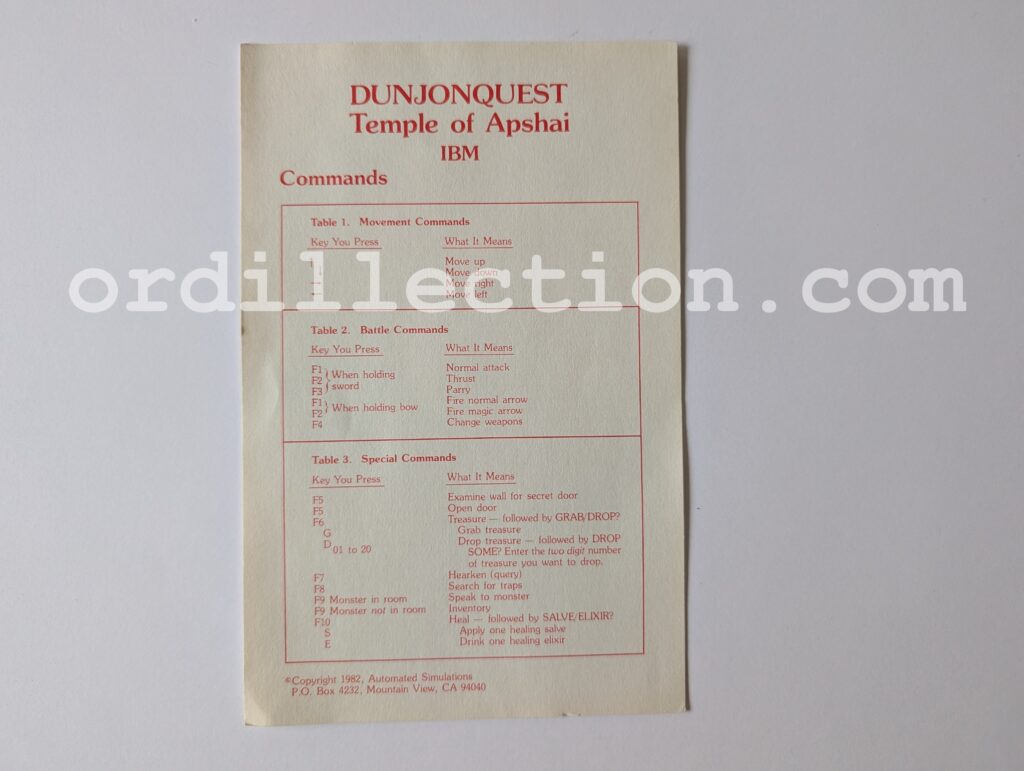 DUNJONQUEST
Temple of Apshai
IBM
Commands
Table 1. Movement Commands
Key You Press What It Means
Move up
↓ Move down
Move right
Move left
ordillection.com
Table 2. Battle Commands
Key You Press What It Means
F1 Normal attack
F2 } When holding sword Thrust
F3 Parry
F1 Fire normal arrow
F2 } When holding bow Fire magic arrow
F4 Change weapons
Table 3. Special Commands
Key You Press What It Means
F5 Examine wall for secret door
F5 Open door
F6 Treasure — followed by GRAB/DROP?
G Grab treasure
D Drop treasure — followed by DROP
01 to 20 SOME? Enter the two digit number
of treasure you want to drop.
F7 Hearken (query)
F8 Search for traps
F9 Monster in room Speak to monster
F9 Monster not in room Inventory
F10 Heal — followed by SALVE/ELIXIR?
S Apply one healing salve
E Drink one healing elixir
©Copyright 1982, Automated Simulations
P.O. Box 4232, Mountain View, CA 94040